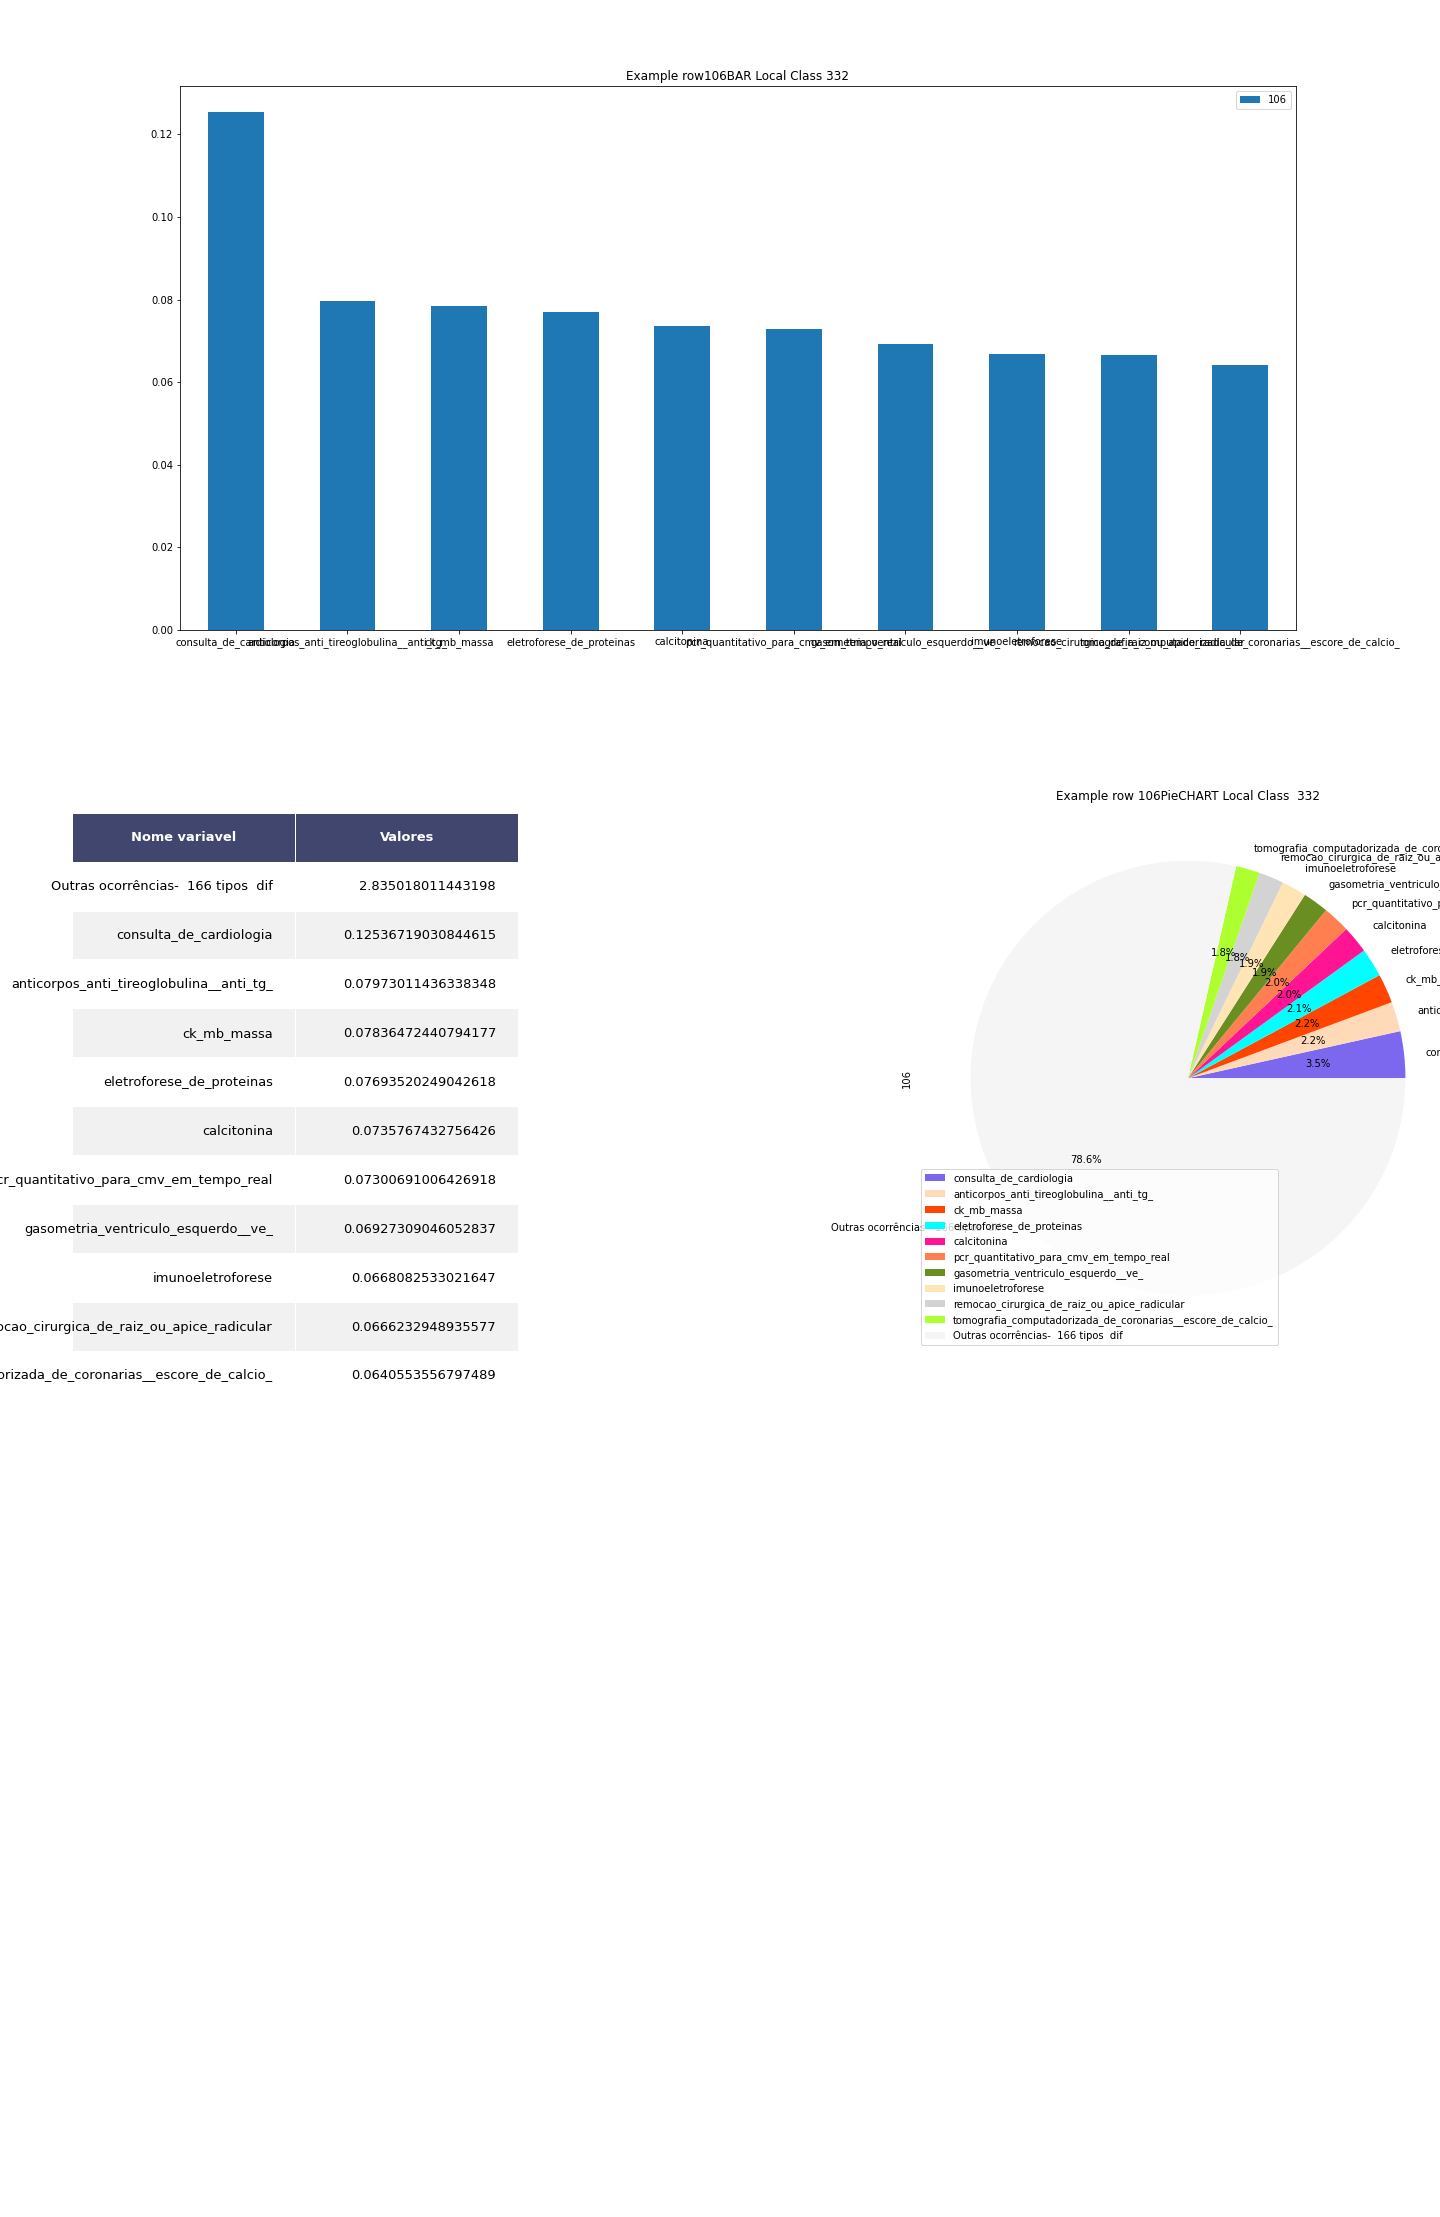 Example row106BAR Local Class 332
106
0.12
0.10
0.08
0.06
0.04
0.02
0.00
consulta_de_cardiologia anticorpos_anti_tireoglobulina__anti_tg_ ck_mb_massa eletroforese_de_proteinas calcitonina pcr_quantitativo_para_cmv_em_tempo_real gasometria_ventriculo_esquerdo__ve_ imunoeletroforese remocao_cirurgica_de_raiz_ou_apice_radicular tomografia_computadorizada_de_coronarias__escore_de_calcio_
Example row 106PieCHART Local Class  332
Nome variavel Valores
Outras ocorrências-  166 tipos  dif 2.835018011443198
consulta_de_cardiologia 0.12536719030844615
anticorpos_anti_tireoglobulina__anti_tg_ 0.07973011436338348
ck_mb_massa 0.07836472440794177
eletroforese_de_proteinas 0.07693520249042618
calcitonina 0.0735767432756426
cr_quantitativo_para_cmv_em_tempo_real 0.07300691006426918
gasometria_ventriculo_esquerdo__ve_ 0.06927309046052837
imunoeletroforese 0.0668082533021647
ocao_cirurgica_de_raiz_ou_apice_radicular 0.0666232948935577
orizada_de_coronarias__escore_de_calcio_ 0.0640553556797489
tomografia_computadorizada_de_coro
remocao_cirurgica_de_raiz_ou_a
imunoeletroforese
gasometria_ventriculo_
pcr_quantitativo_p
calcitonina
eletrofores
ck_mb_
antic
con
1.8%
1.8%
1.9%
1.9%
2.0%
2.0%
2.1%
2.2%
2.2%
3.5%
106
78.6%
Outras ocorrências
consulta_de_cardiologia
anticorpos_anti_tireoglobulina__anti_tg_
ck_mb_massa
eletroforese_de_proteinas
calcitonina
pcr_quantitativo_para_cmv_em_tempo_real
gasometria_ventriculo_esquerdo__ve_
imunoeletroforese
remocao_cirurgica_de_raiz_ou_apice_radicular
tomografia_computadorizada_de_coronarias__escore_de_calcio_
Outras ocorrências-  166 tipos  dif